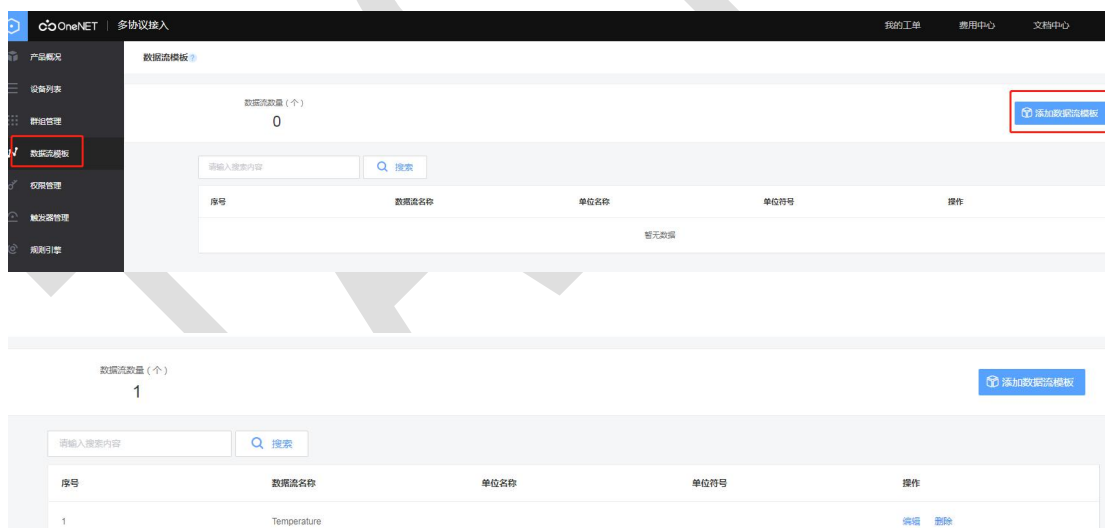 OneNET | 多协议接入 我的工单 费用中心 文档中心
产品概况 数据流模板 ?
设备列表
数据流数量（个）
0
添加数据流模板
群组管理
数据流模板
请输入搜索内容 搜索
权限管理
序号 数据流名称 单位名称 单位符号 操作
触发器管理
暂无数据
规则引擎
数据流数量（个）
1
添加数据流模板
请输入搜索内容 搜索
序号 数据流名称 单位名称 单位符号 操作
1 Temperature 编辑 删除